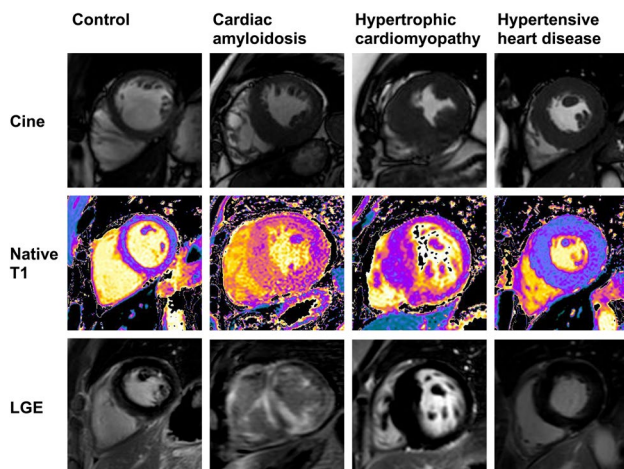 Control
Cardiac amyloidosis
Hypertrophic cardiomyopathy
Hypertensive heart disease
Cine
Native T1
LGE